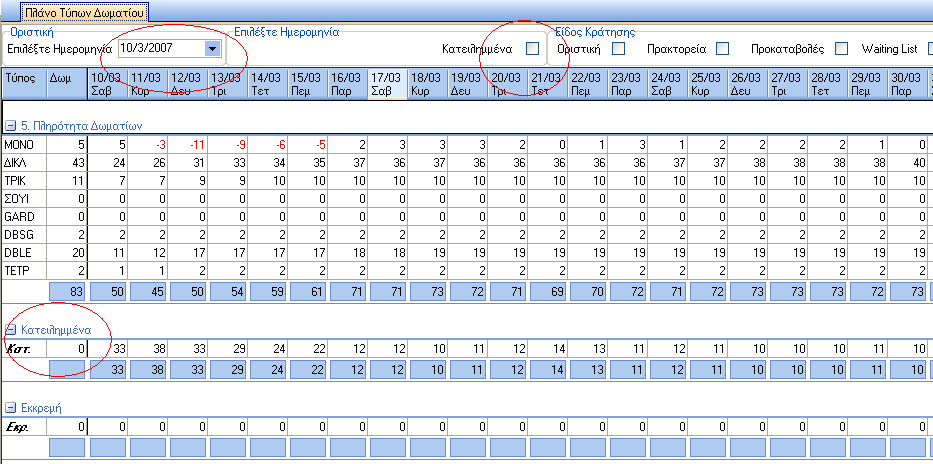 Πλάνο Τύπων Δωματίου
Οριστική Επιλέξτε Ημερομηνία Είδος Κράτησης
Επιλέξτε Ημερομηνία 10/3/2007 Κατειλημμένα Οριστική Πρακτορεία Προκαταβολές Waiting List
Τύπος Δωμ 10/03 11/03 12/03 13/03 14/03 15/03 16/03 17/03 18/03 19/03 20/03 21/03 22/03 23/03 24/03 25/03 26/03 27/03 28/03 29/03 30/03
Σαβ Κυρ Δευ Τρι Τετ Πεμ Παρ Σαβ Κυρ Δευ Τρι Τετ Πεμ Παρ Σαβ Κυρ Δευ Τρι Τετ Πεμ Παρ
5. Πληρότητα Δωματίων
ΜΟΝΟ 5 5 -3 -11 -9 -6 -5 2 3 3 3 2 0 1 3 1 2 2 2 2 1 0
ΔΙΚΛ 43 24 26 31 33 34 35 37 36 37 36 36 36 36 36 36 37 37 38 38 38 38 40
ΤΡΙΚ 11 7 7 9 9 10 10 10 10 10 10 10 10 10 10 10 10 10 10 10 10 10
ΣΟΥΙ 0 0 0 0 0 0 0 0 0 0 0 0 0 0 0 0 0 0 0 0 0 0
GARD 0 0 0 0 0 0 0 0 0 0 0 0 0 0 0 0 0 0 0 0 0 0
DBSG 2 2 2 2 2 2 2 2 2 2 2 2 2 2 2 2 2 2 2 2 2 2
DBLE 20 11 12 17 17 17 17 18 18 19 19 19 19 19 19 19 19 19 19 19 19 19
ΤΕΤΡ 2 1 1 2 2 2 2 2 2 2 2 2 2 2 2 2 2 2 2 2 2 2
83 50 45 50 54 59 61 71 71 73 72 71 69 70 72 71 72 73 73 73 72 73
Κατειλημμένα
Κατ. 0 33 38 33 29 24 22 12 12 10 11 12 14 13 11 12 11 10 10 10 11 10
33 38 33 29 24 22 12 12 10 11 12 14 13 11 12 11 10 10 10 11 10
Εκκρεμή
Εκρ. 0 0 0 0 0 0 0 0 0 0 0 0 0 0 0 0 0 0 0 0 0 0